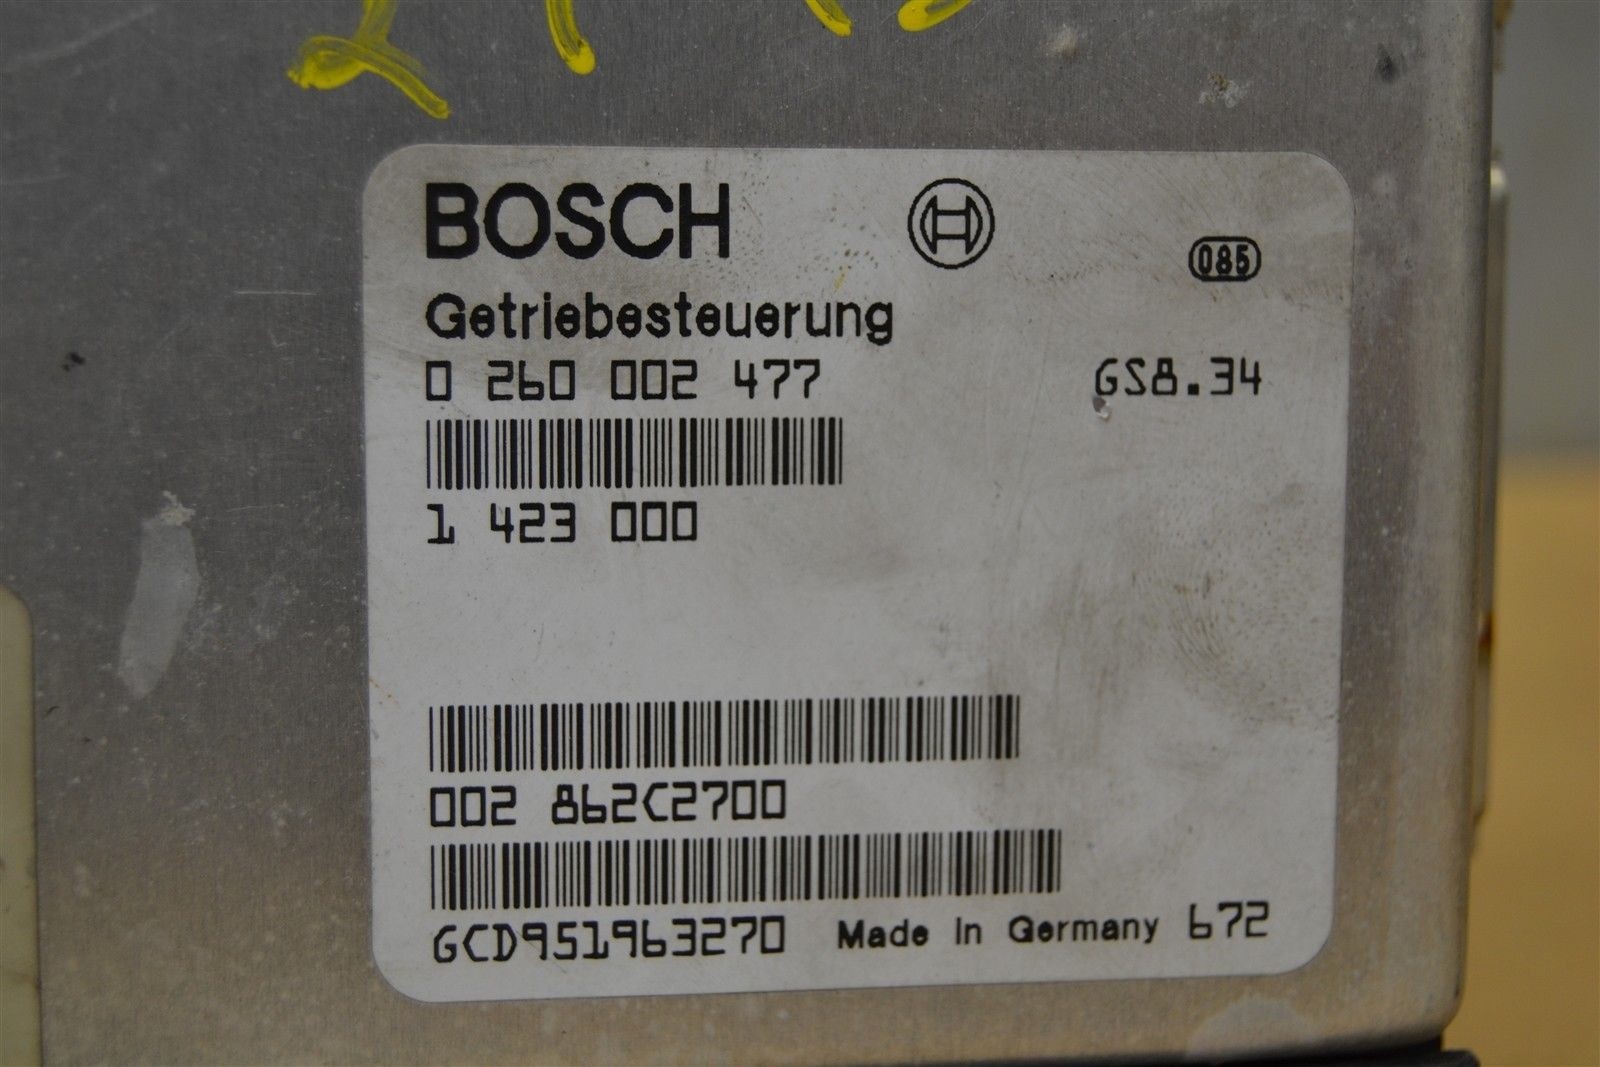 BOSCH
085
Getriebesteuerung
0 260 002 477 GS8.34
1 423 000
002 862C2700
GCD951963270 Made in Germany 672